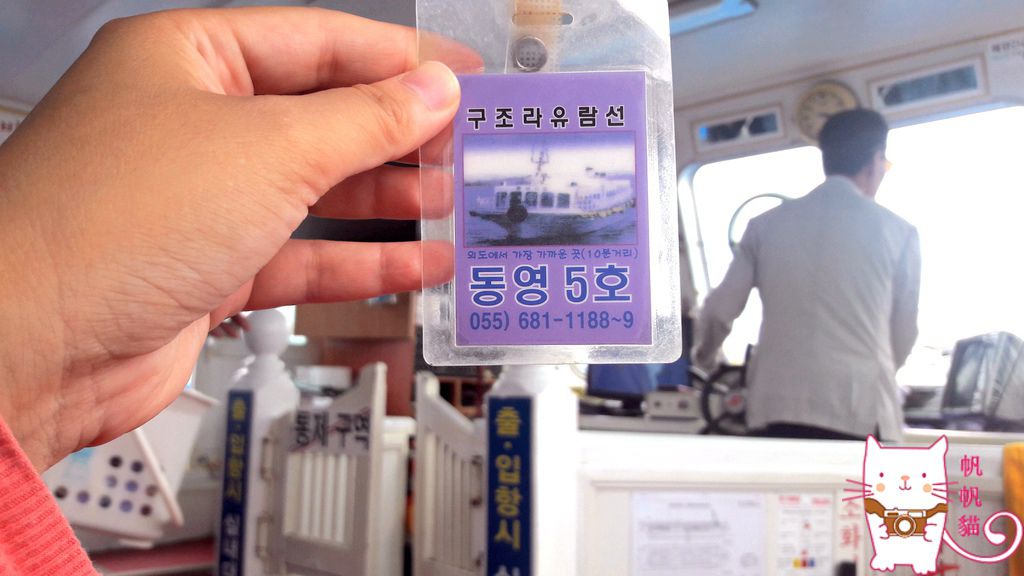 구조라유람선
외도에서 가장 가까운 곳(10분거리)
동영 5호
055) 681-1188~9
출·입항시
통제구역
출·입항시
소화
帆帆貓